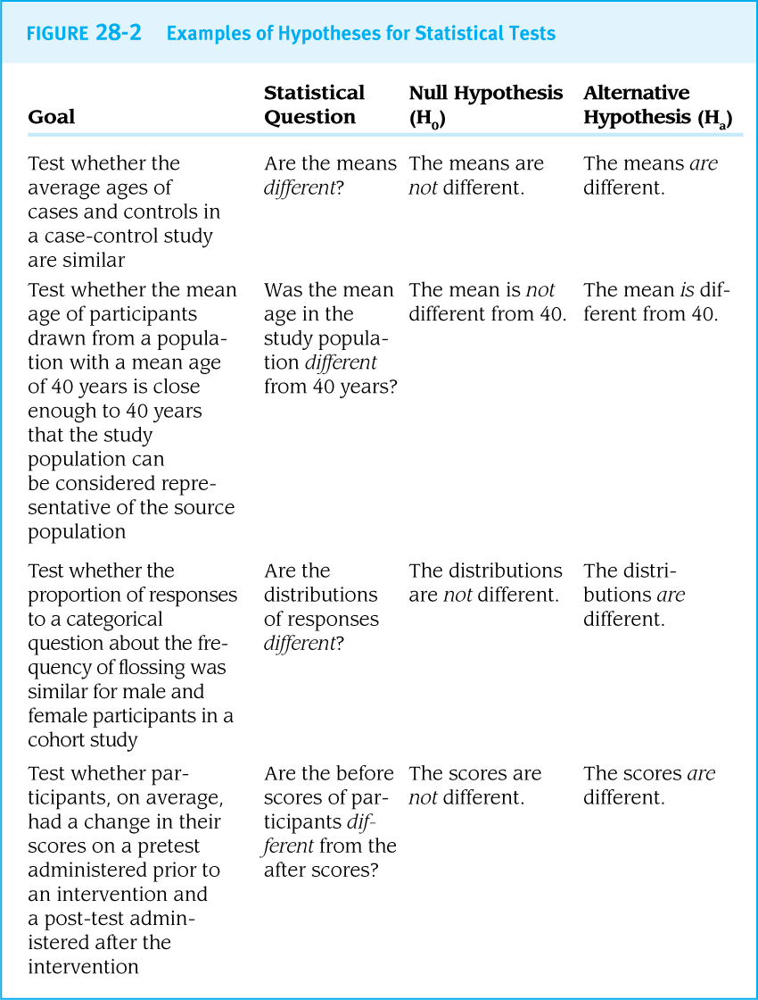 FIGURE 28-2 Examples of Hypotheses for Statistical Tests
Goal
Statistical
Question
Null Hypothesis
(H0)
Alternative
Hypothesis (Ha)
Test whether the
average ages of
cases and controls in
a case-control study
are similar
Are the means
different?
The means are
not different.
The means are
different.
Test whether the mean
age of participants
drawn from a popula-
tion with a mean age
of 40 years is close
enough to 40 years
that the study
population can
be considered repre-
sentative of the source
population
Was the mean
age in the
study popula-
tion different
from 40 years?
The mean is not
different from 40.
The mean is dif-
ferent from 40.
Test whether the
proportion of responses
to a categorical
question about the fre-
quency of flossing was
similar for male and
female participants in a
cohort study
Are the
distributions
of responses
different?
The distributions
are not different.
The distri-
butions are
different.
Test whether par-
ticipants, on average,
had a change in their
scores on a pretest
administered prior to
an intervention and
a post-test admin-
istered after the
intervention
Are the before
scores of par-
ticipants dif-
ferent from the
after scores?
The scores are
not different.
The scores are
different.